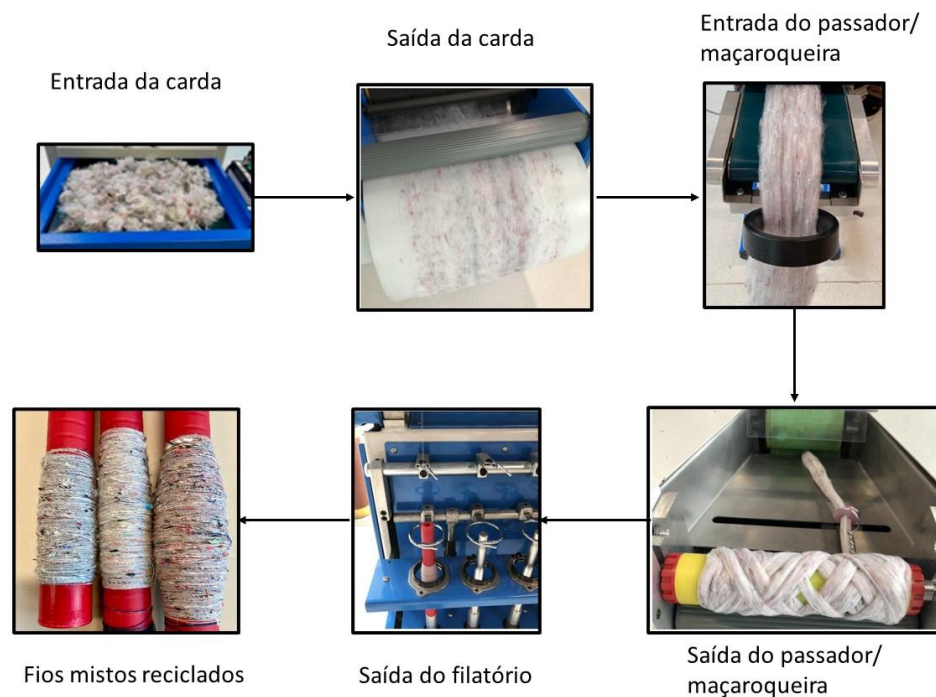 Entrada da carda
Saída da carda
Entrada do passador/
maçaroqueira
Fios mistos reciclados
Saída do filatório
Saída do passador/
maçaroqueira